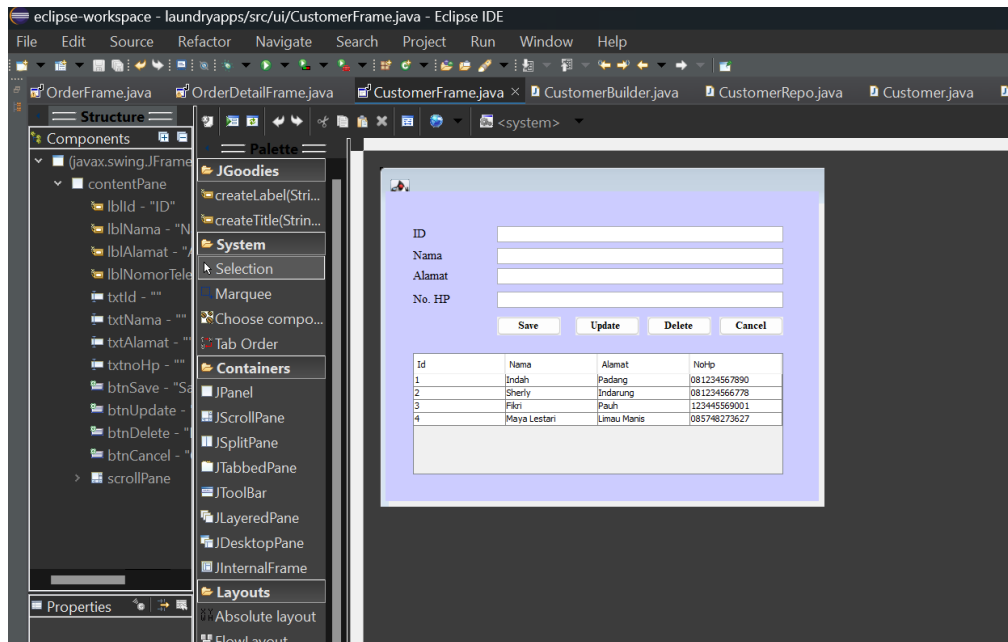 eclipse-workspace - laundryapps/src/ui/CustomerFrame.java - Eclipse IDE
File Edit Source Refactor Navigate Search Project Run Window Help
OrderFrame.java OrderDetailFrame.java CustomerFrame.java CustomerBuilder.java CustomerRepo.java Customer.java
Structure
<system>
Components
Palette
(javax.swing.JFrame
JGoodies
contentPane
createLabel(Stri...
lblId - "ID"
createTitle(Strin...
lblNama - "N
System
lblAlamat - "A
Selection
lblNomorTele
Marquee
txtId - ""
Choose compo...
txtNama - ""
Tab Order
txtAlamat - ""
Containers
txtnoHp - ""
JPanel
btnSave - "Sa
JScrollPane
btnUpdate -
JSplitPane
btnDelete - "
JTabbedPane
btnCancel - "
JToolBar
scrollPane
JLayeredPane
JDesktopPane
JInternalFrame
Layouts
Properties
Absolute layout
FlowLayout
ID
Nama
Alamat
No. HP
Save Update Delete Cancel
Id Nama Alamat NoHp
1 Indah Padang 081234567890
2 Sherly Indarung 081234566778
3 Fikri Pauh 123445569001
4 Maya Lestari Limau Manis 085748273627